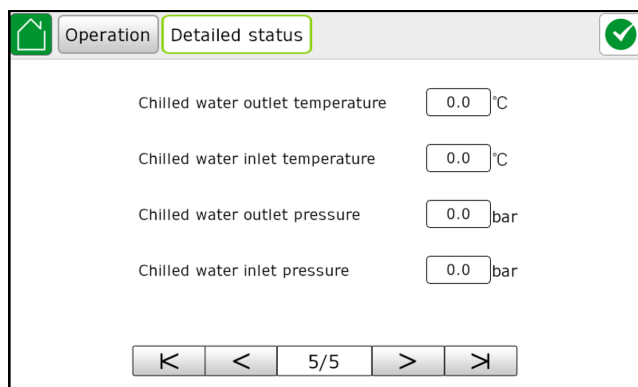 Operation Detailed status
Chilled water outlet temperature 0.0 °C
Chilled water inlet temperature 0.0 °C
Chilled water outlet pressure 0.0 bar
Chilled water inlet pressure 0.0 bar
5/5